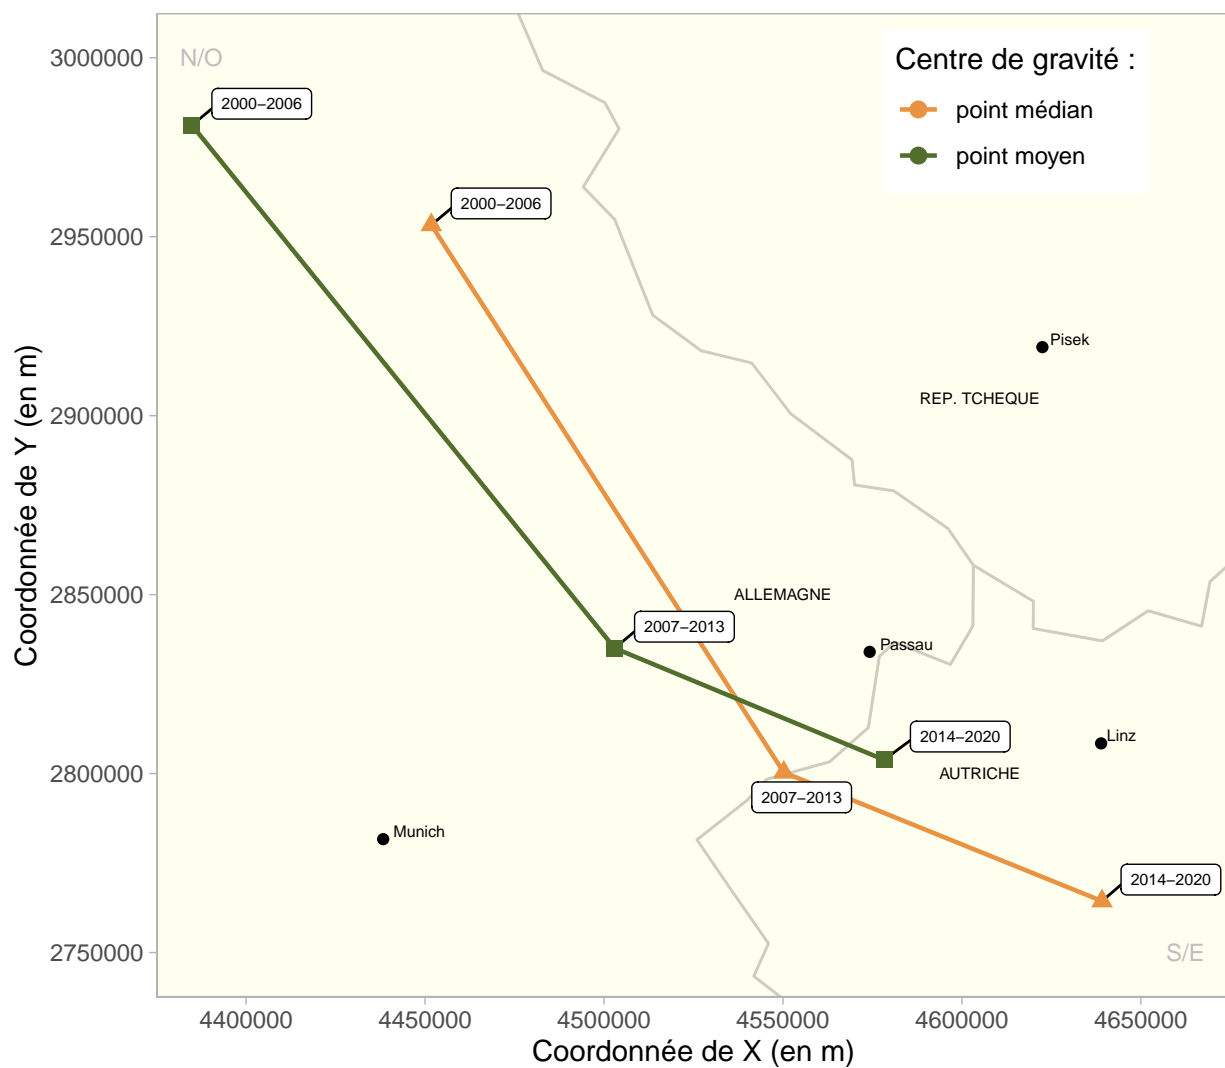 N/O
Centre de gravité :
point médian
point moyen
2000–2006
2000–2006
Pisek
REP. TCHEQUE
ALLEMAGNE
2007–2013
Passau
2014–2020
Linz
AUTRICHE
2007–2013
Munich
2014–2020
S/E
3000000
2950000
2900000
2850000
2800000
2750000
Coordonnée de Y (en m)
4400000
4450000
4500000
4550000
4600000
4650000
Coordonnée de X (en m)